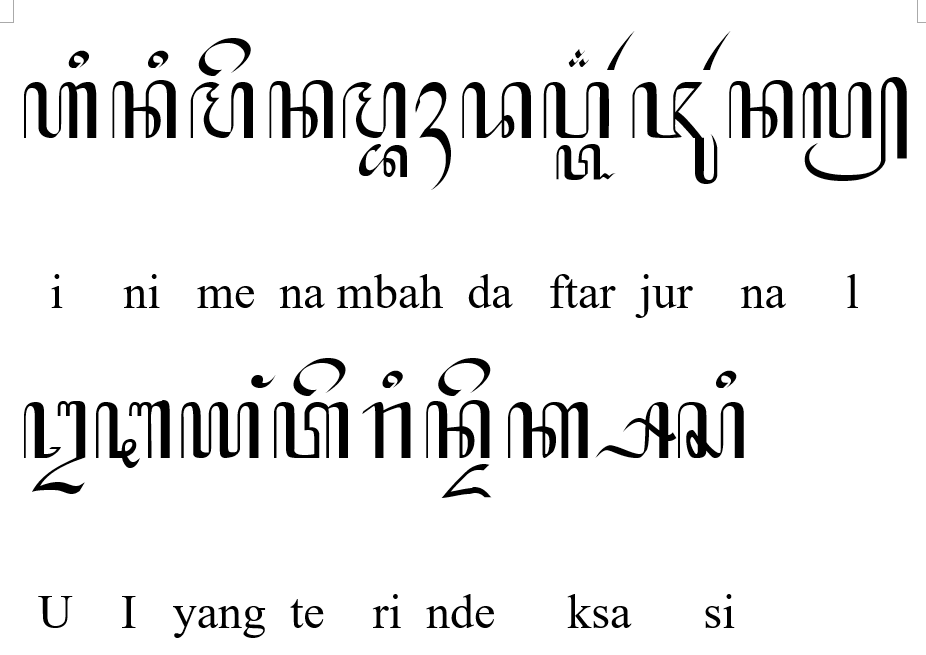 ꦲꦶꦤꦶꦩꦼꦤꦩ꧀ꦧꦃꦢꦥ꦳꧀ꦠꦂꦗꦸꦂꦤꦭ꧀
i ni me na mbah da ftar jur na l
ꦈꦆꦪꦁꦠꦼꦫꦶꦤ꧀ꦢꦼꦏ꧀ꦱꦱꦶ
U I yang te ri nde ksa si